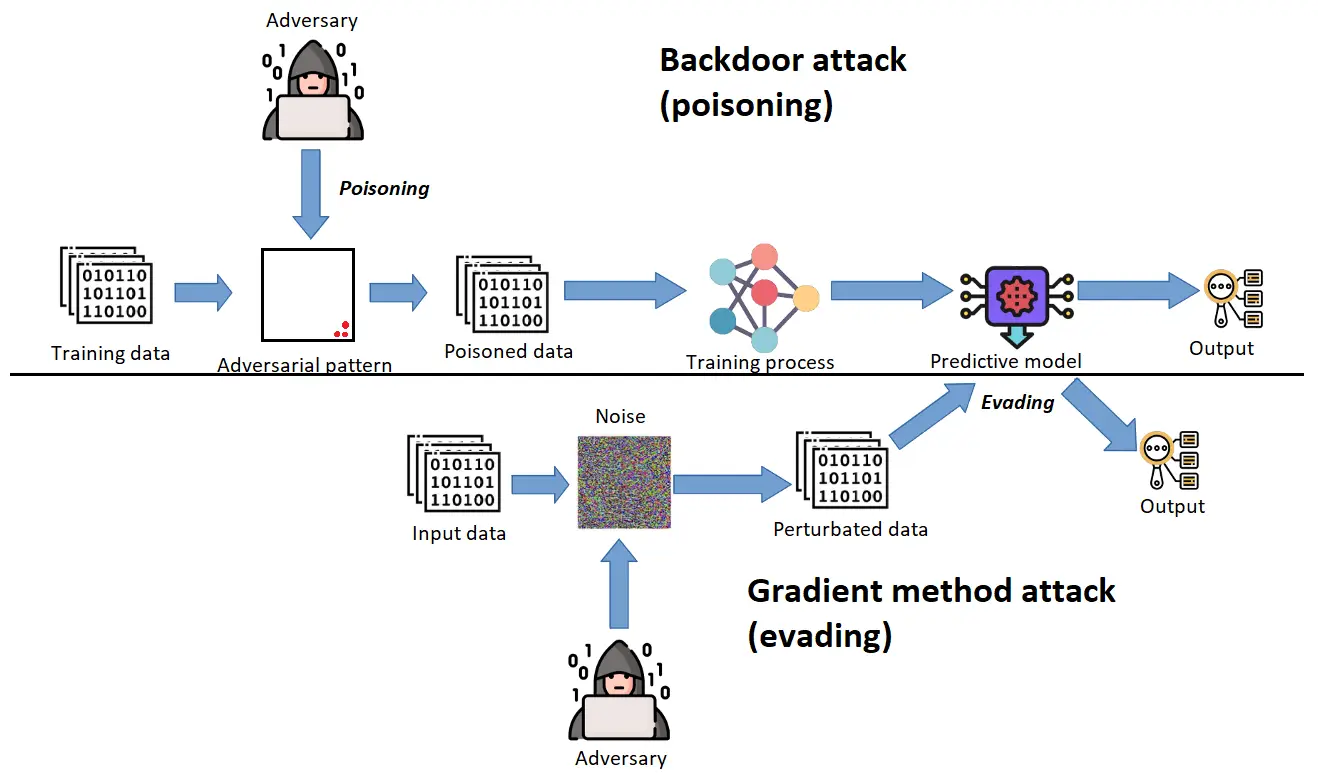 Adversary
Backdoor attack
(poisoning)
0 1 0
0 0 1 1
1 0
Poisoning
010110
101101
110100
Training data
Adversarial pattern
010110
101101
110100
Poisoned data
Training process
Predictive model
Output
Evading
Noise
010110
101101
110100
Input data
010110
101101
110100
Perturbated data
Output
Gradient method attack
(evading)
0 1 0
0 0 1 1
1 0
Adversary